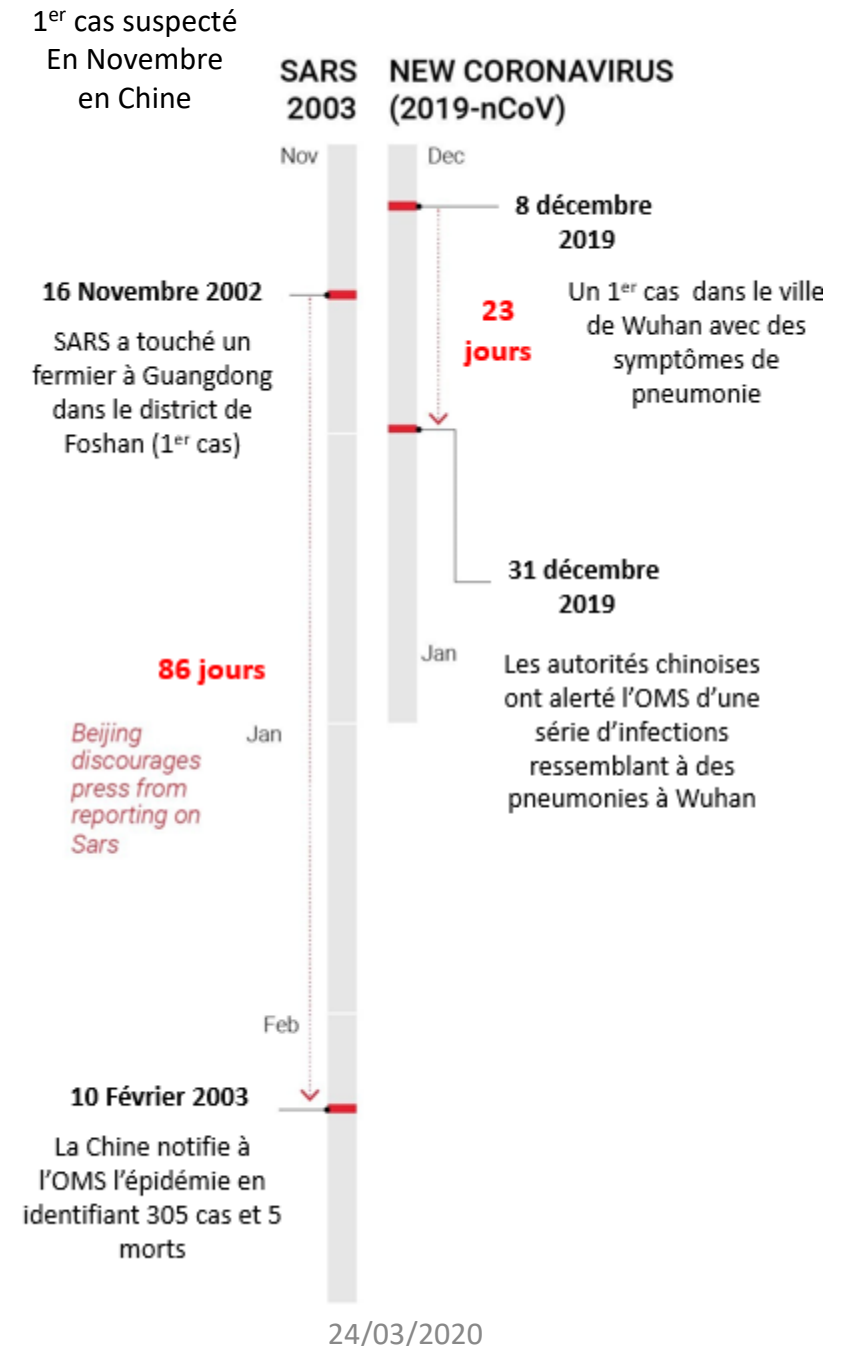 1er cas suspecté
En Novembre
en Chine
SARS
2003
NEW CORONAVIRUS
(2019-nCoV)
Nov
Dec
8 décembre
2019
Un 1er cas dans le ville
de Wuhan avec des
symptômes de
pneumonie
23
jours
16 Novembre 2002
SARS a touché un
fermier à Guangdong
dans le district de
Foshan (1er cas)
31 décembre
2019
Les autorités chinoises
ont alerté l’OMS d’une
série d’infections
ressemblant à des
pneumonies à Wuhan
Jan
86 jours
Beijing
discourages
press from
reporting on
Sars
Jan
Feb
10 Février 2003
La Chine notifie à
l’OMS l’épidémie en
identifiant 305 cas et 5
morts
24/03/2020